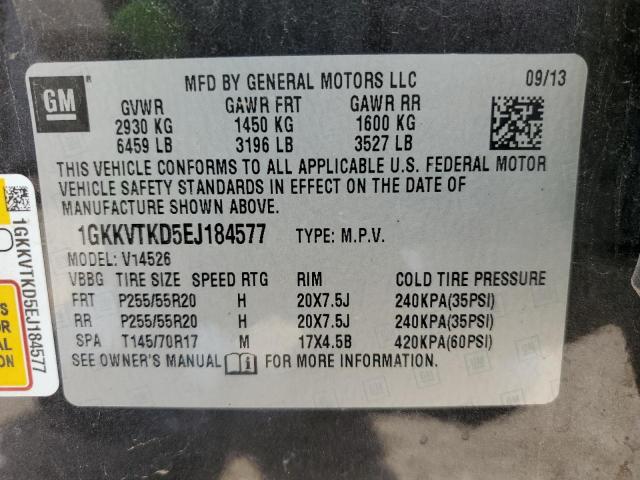 GM
MFD BY GENERAL MOTORS LLC 09/13
GVWR GAWR FRT GAWR RR
2930 KG 1450 KG 1600 KG
6459 LB 3196 LB 3527 LB
THIS VEHICLE CONFORMS TO ALL APPLICABLE U.S. FEDERAL MOTOR
VEHICLE SAFETY STANDARDS IN EFFECT ON THE DATE OF
MANUFACTURE SHOWN ABOVE.
1GKKVTKD5EJ184577 TYPE: M.P.V.
MODEL: V14526
VBBG TIRE SIZE SPEED RTG RIM COLD TIRE PRESSURE
FRT P255/55R20 H 20X7.5J 240KPA(35PSI)
RR P255/55R20 H 20X7.5J 240KPA(35PSI)
SPA T145/70R17 M 17X4.5B 420KPA(60PSI)
SEE OWNER'S MANUAL FOR MORE INFORMATION
1GKKVTKD5EJ184577